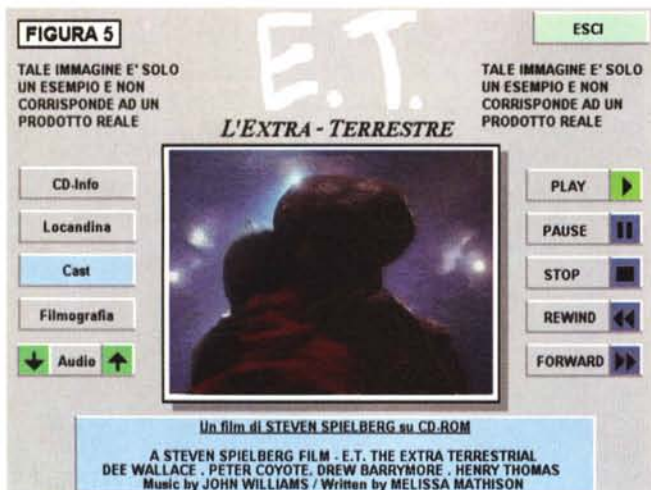 FIGURA 5
ESCI
E.T.
TALE IMMAGINE E' SOLO
UN ESEMPIO E NON
CORRISPONDE AD UN
PRODOTTO REALE
TALE IMMAGINE E' SOLO
UN ESEMPIO E NON
CORRISPONDE AD UN
PRODOTTO REALE
L'EXTRA - TERRESTRE
CD-Info
Locandina
Cast
Filmografia
Audio
PLAY
PAUSE
STOP
REWIND
FORWARD
Un film di STEVEN SPIELBERG su CD-ROM
A STEVEN SPIELBERG FILM - E.T. THE EXTRA TERRESTRIAL
DEE WALLACE . PETER COYOTE. DREW BARRYMORE . HENRY THOMAS
Music by JOHN WILLIAMS / Written by MELISSA MATHISON